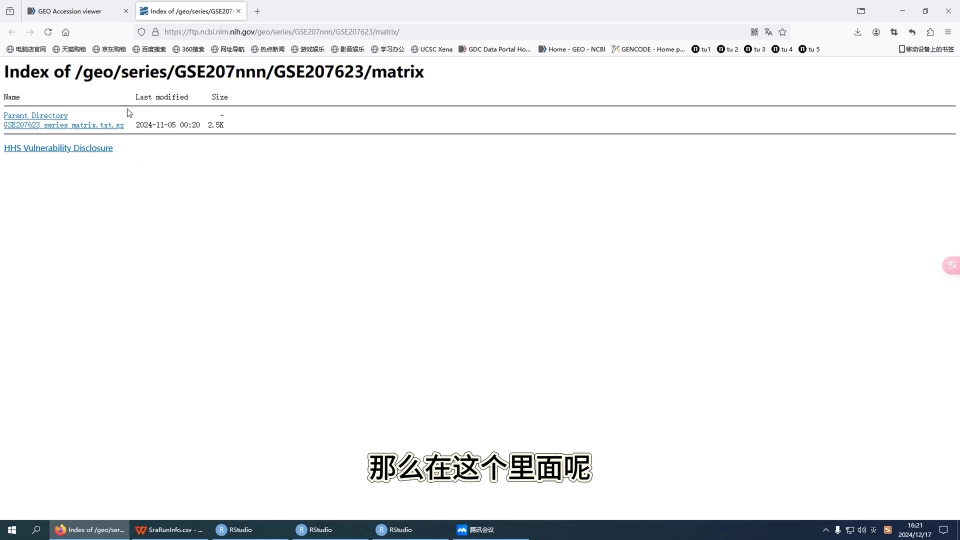 GEO Accession viewer
Index of /geo/series/GSE207
https://ftp.ncbi.nlm.nih.gov/geo/series/GSE207nnn/GSE207623/matrix/
电脑店官网 天猫购物 京东购物 百度搜索 360搜索 网址导航 热点新闻 游戏娱乐 影音娱乐 学习办公 UCSC Xena GDC Data Portal Ho... Home - GEO - NCBI GENCODE - Home p... tu1 tu 2 tu 3 tu 4 tu 5 移动设备上的书签
Index of /geo/series/GSE207nnn/GSE207623/matrix
Name Last modified Size
Parent Directory -
GSE207623_series_matrix.txt.gz 2024-11-05 00:20 2.5K
HHS Vulnerability Disclosure
那么在这个里面呢
Index of /geo/ser... SraRunInfo.csv - ... RStudio RStudio RStudio 腾讯会议 英 16:21
2024/12/17